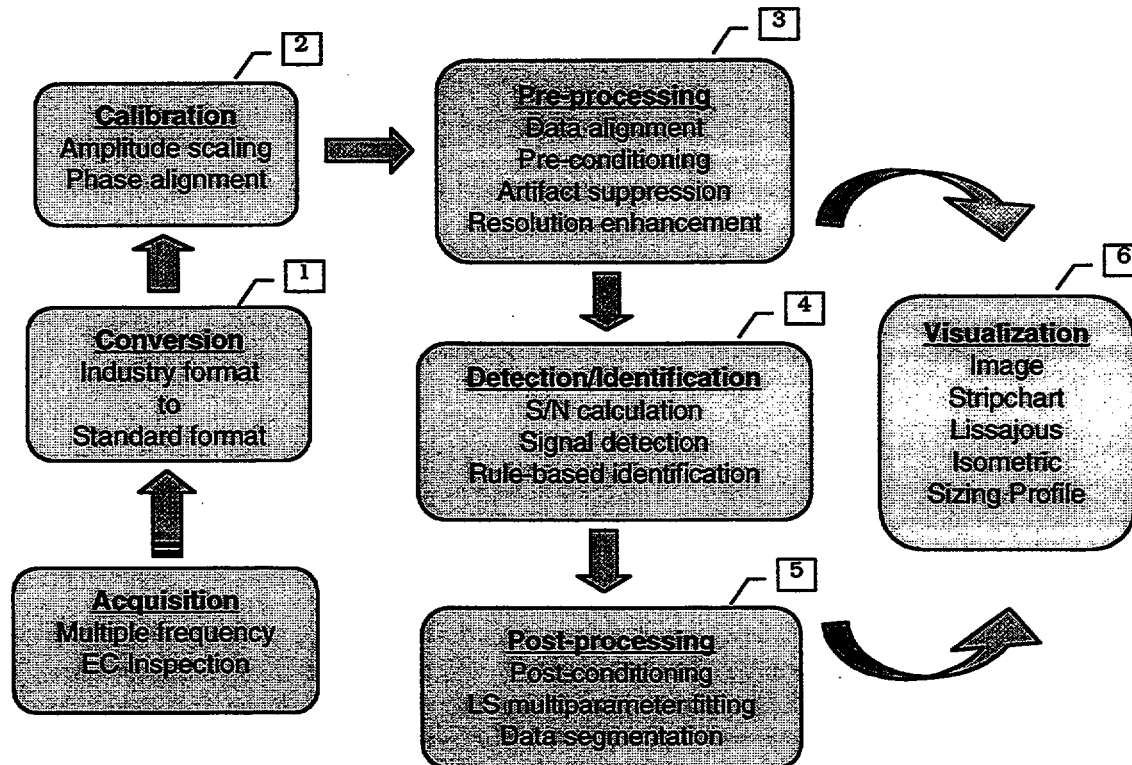 2
Calibration
Amplitude scaling
Phase alignment
3
Pre-processing
Data alignment
Pre-conditioning
Artifact suppression
Resolution enhancement
1
Conversion
Industry format
to
Standard format
4
Detection/Identification
S/N calculation
Signal detection
Rule-based identification
6
Visualization
Image
Stripchart
Lissajous
Isometric
Sizing Profile
Acquisition
Multiple frequency
EC Inspection
5
Post-processing
Post-conditioning
LS multiparameter fitting
Data segmentation